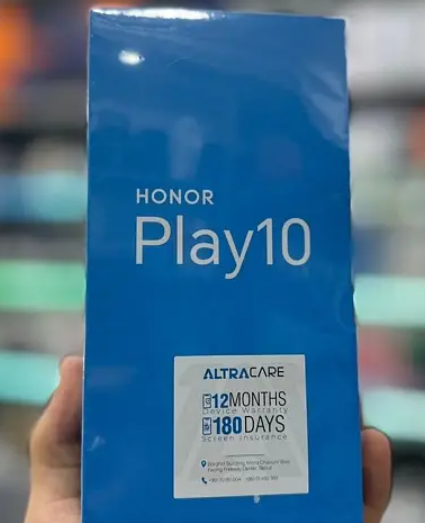 HONOR
Play10
ALTRACARE
12MONTHS
Device Warranty
180DAYS
Screen Insurance